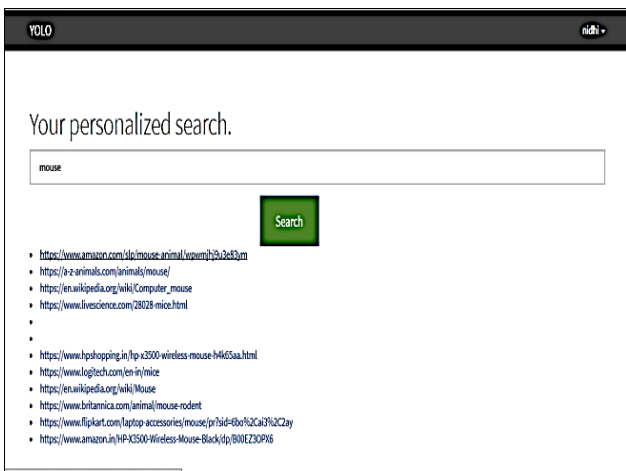 YOLO
nidhi
Your personalized search.
mouse
Search
https://www.amazon.com/slp/mouse-animal/wpwmjhj9u3e83ym
https://a-z-animals.com/animals/mouse/
https://en.wikipedia.org/wiki/Computer_mouse
https://www.livescience.com/28028-mice.html
https://www.hpshopping.in/hp-x3500-wireless-mouse-h4k65aa.html
https://www.logitech.com/en-in/mice
https://en.wikipedia.org/wiki/Mouse
https://www.britannica.com/animal/mouse-rodent
https://www.flipkart.com/laptop-accessories/mouse/pr?sid=6bo%2Cai3%2C2ay
https://www.amazon.in/HP-X3500-Wireless-Mouse-Black/dp/B00EZ3OPX6